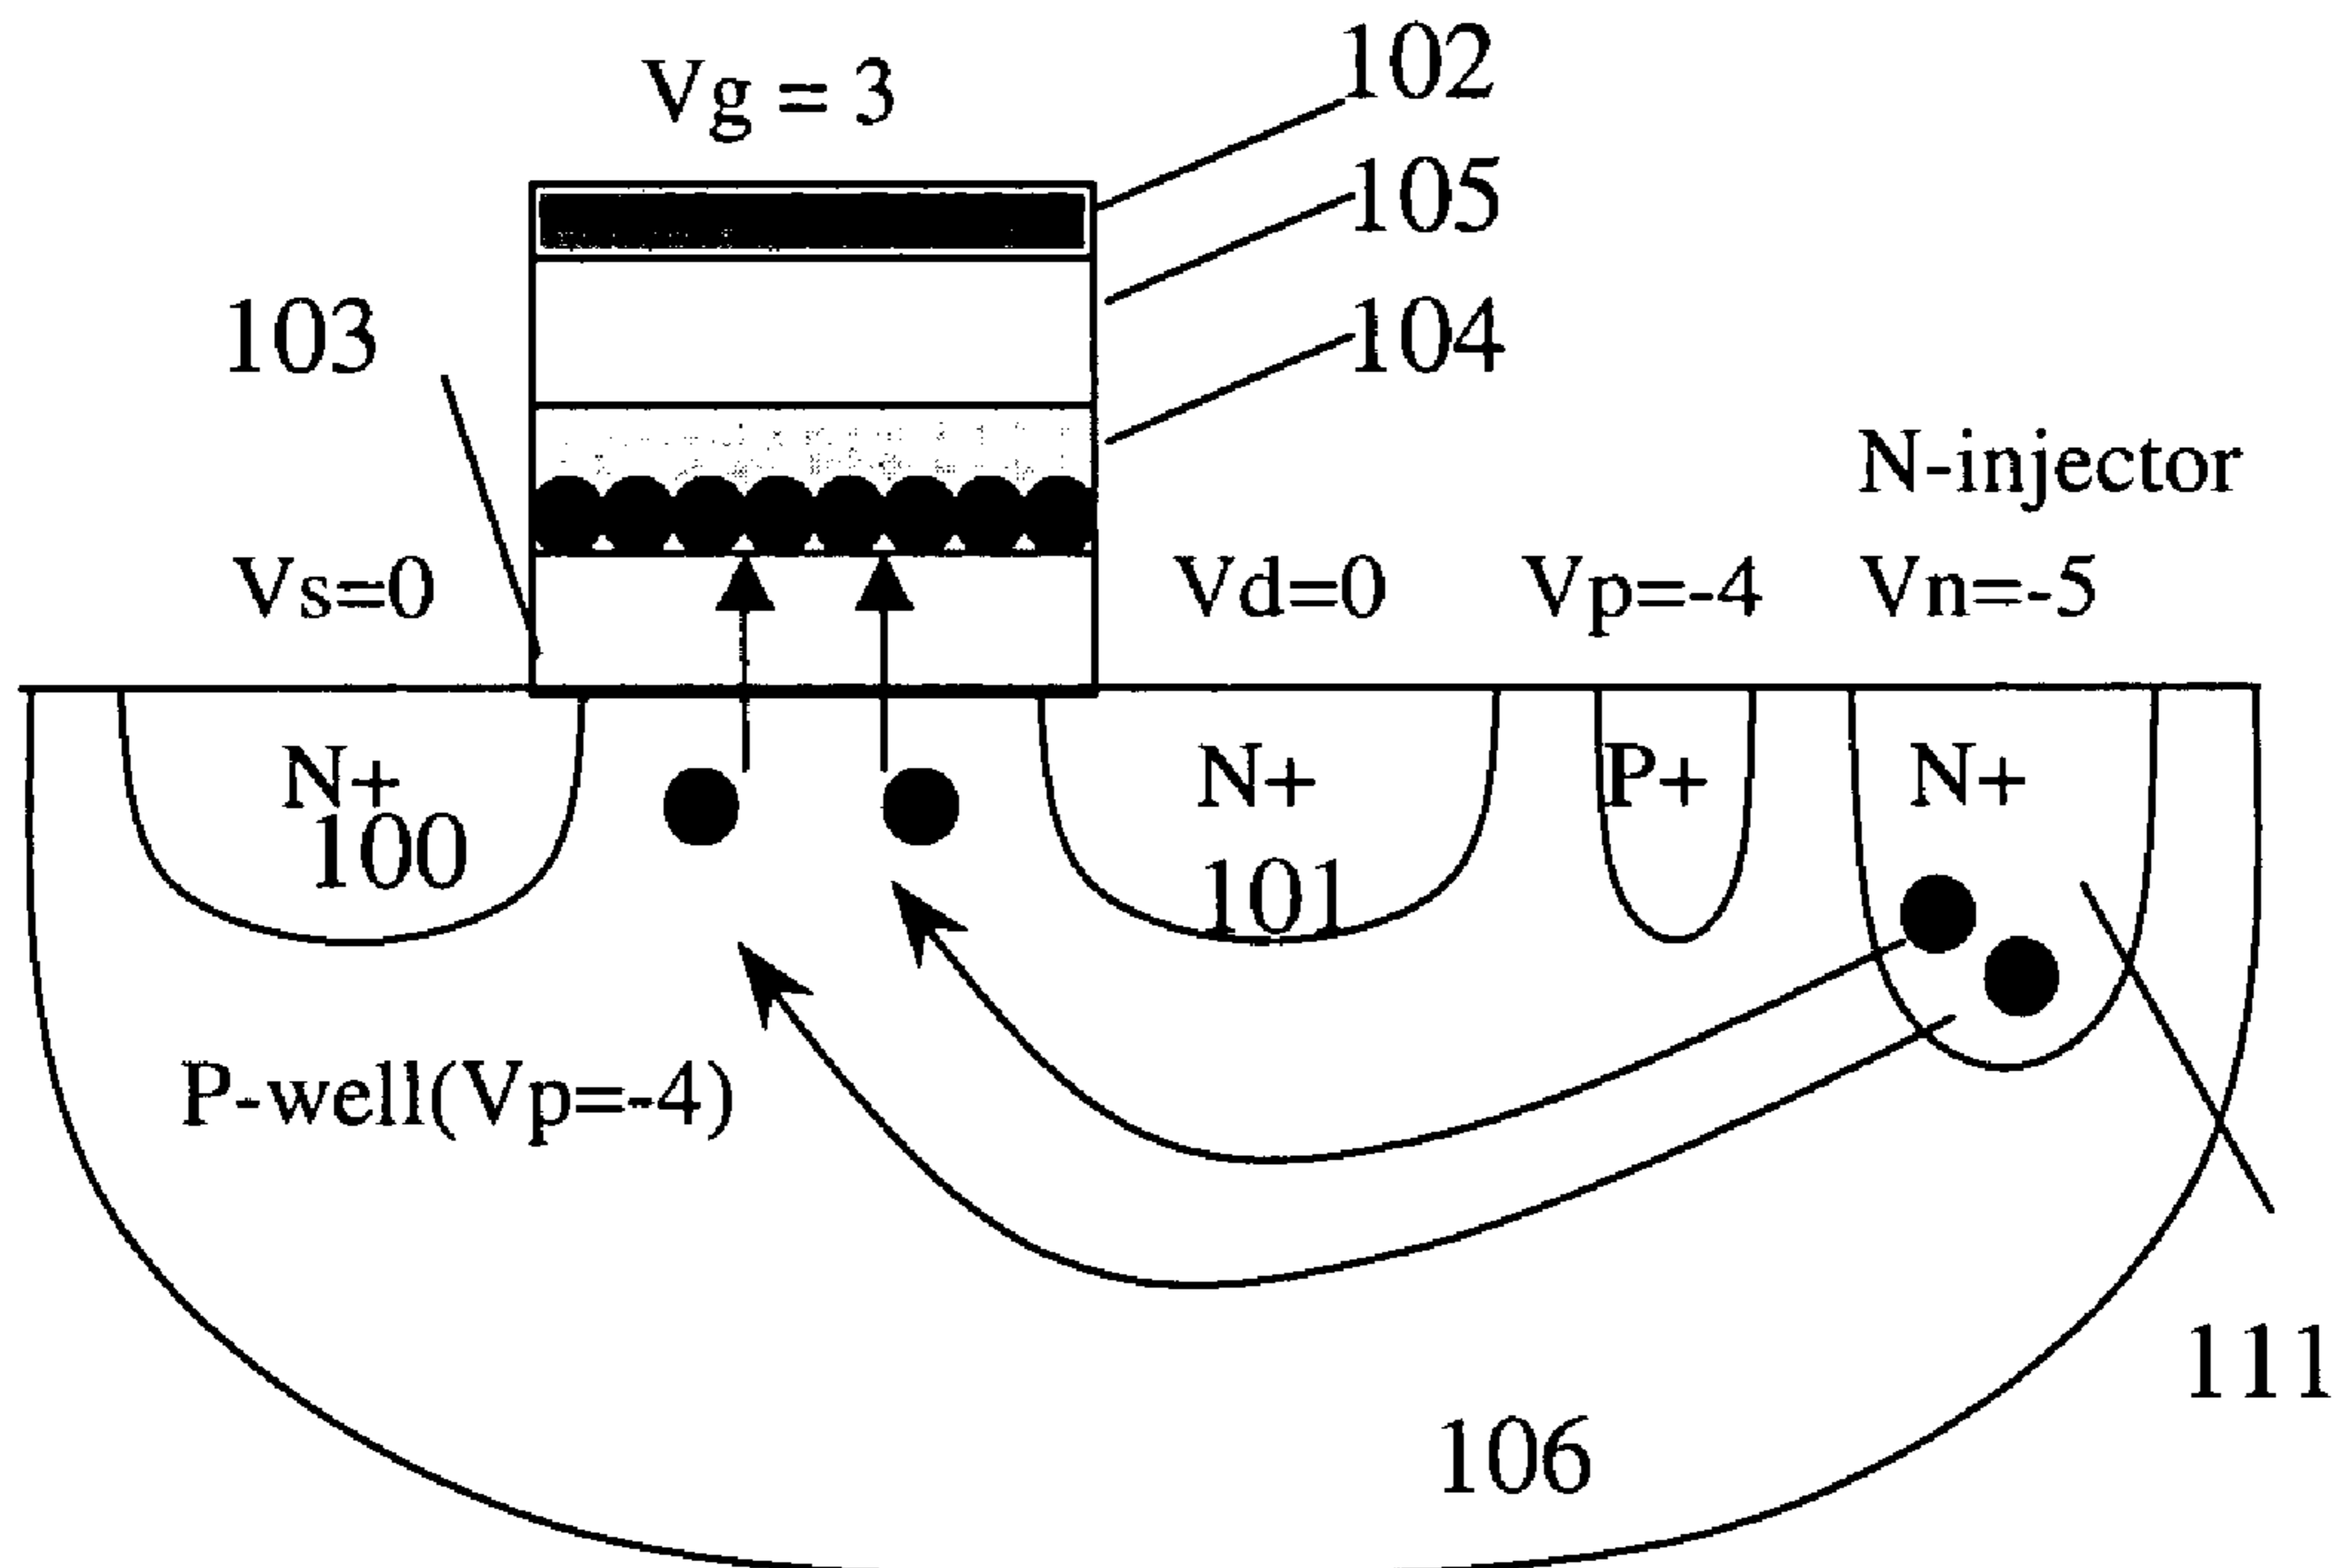 102
Vg = 3
105
103
104
N-injector
Vs=0
Vd=0
Vp=-4
Vn=-5
N+
100
N+
101
P+
N+
P-well(Vp=-4)
111
106